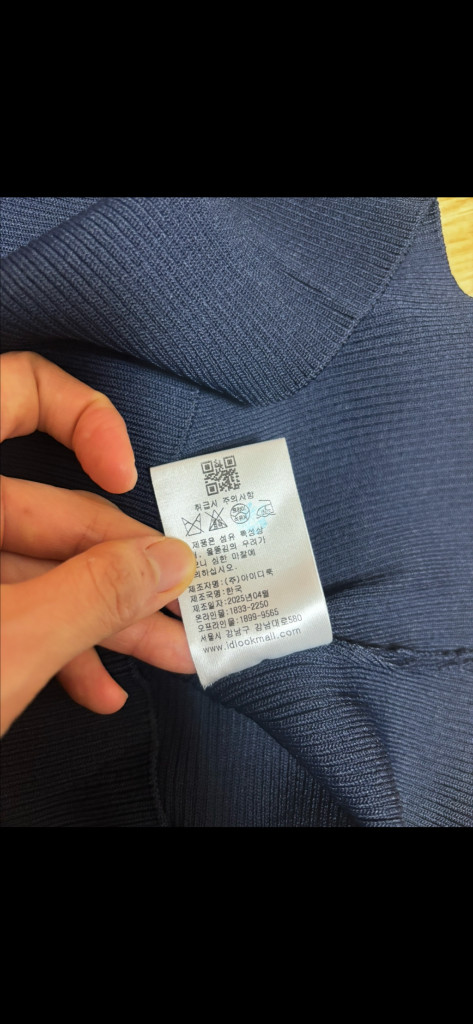 취급시 주의사항
제품은 섬유 특성상
올뜯김의 우려가
오니 심한 마찰에
의하십시오.
제조자명:(주)아이디룩
제조국명:한국
제조일자:2025년04월
온라인몰:1833-2250
오프라인몰:1899-9565
서울시 강남구 강남대로580
www.idlookmall.com